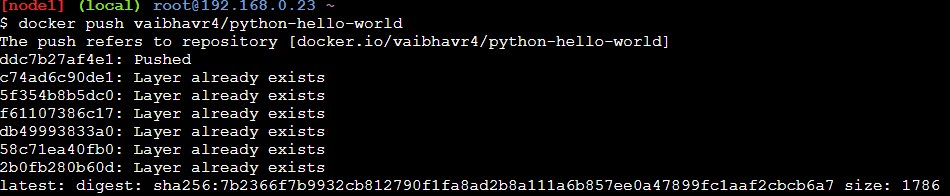 [node1] (local) root@192.168.0.23 ~
$ docker push vaibhavr4/python-hello-world
The push refers to repository [docker.io/vaibhavr4/python-hello-world]
ddc7b27af4e1: Pushed
c74ad6c90de1: Layer already exists
5f354b8b5dc0: Layer already exists
f61107386c17: Layer already exists
db49993833a0: Layer already exists
58c71ea40fb0: Layer already exists
2b0fb280b60d: Layer already exists
latest: digest: sha256:7b2366f7b9932cb812790f1fa8ad2b8a111a6b857ee0a47899fc1aaf2cbcb6a7 size: 1786